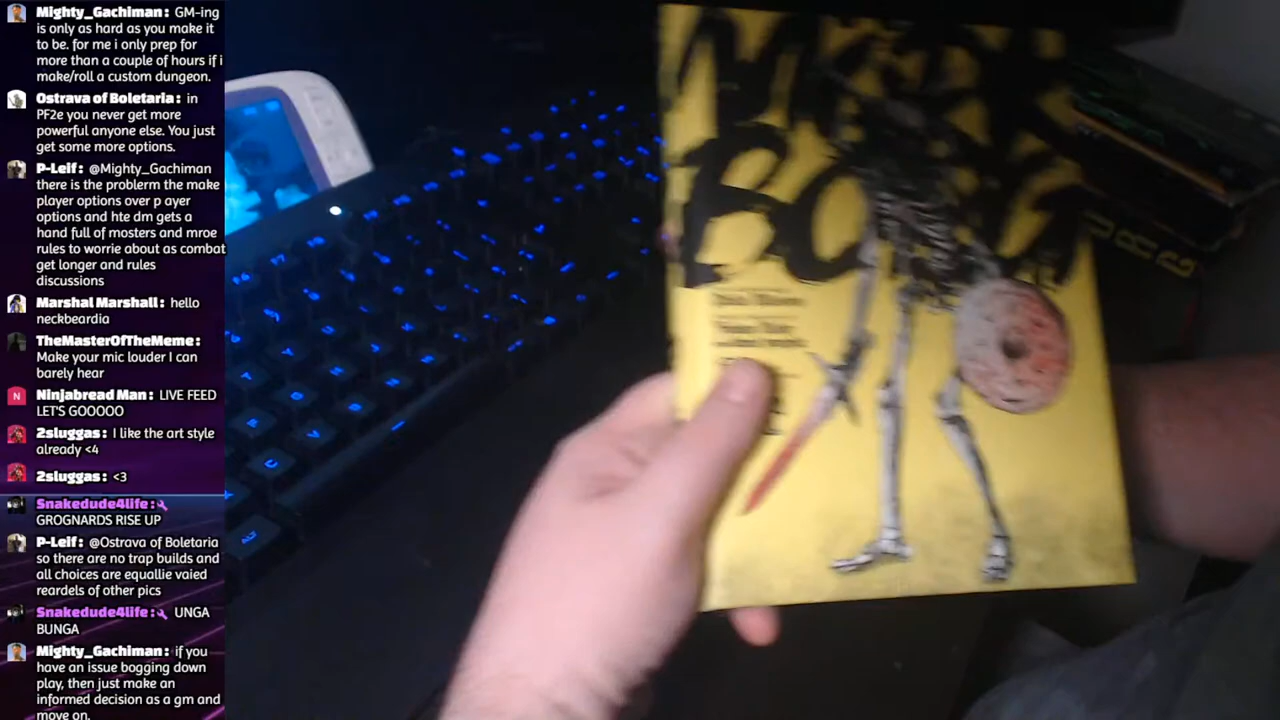 Mighty_Gachiman: GM-ing
is only as hard as you make it
to be. for me i only prep for
more than a couple of hours if i
make/roll a custom dungeon.
Ostrava of Boletaria: in
PF2e you never get more
powerful anyone else. You just
get some more options.
P-Leif: @Mighty_Gachiman
there is the problerm the make
player options over p ayer
options and hte dm gets a
hand full of mosters and mroe
rules to worrie about as combat
get longer and rules
discussions
Marshal Marshall: hello
neckbeardia
TheMasterOfTheMeme:
Make your mic louder I can
barely hear
Ninjabread Man: LIVE FEED
LET'S GOOOOO
2sluggas: I like the art style
already <4
2sluggas: <3
Snakedude4life:
GROGNARDS RISE UP
P-Leif: @Ostrava of Boletaria
so there are no trap builds and
all choices are equallie vaied
reardels of other pics
Snakedude4life: UNGA
BUNGA
Mighty_Gachiman: if you
have an issue bogging down
play, then just make an
informed decision as a gm and
move on.
MÖRK
BORG